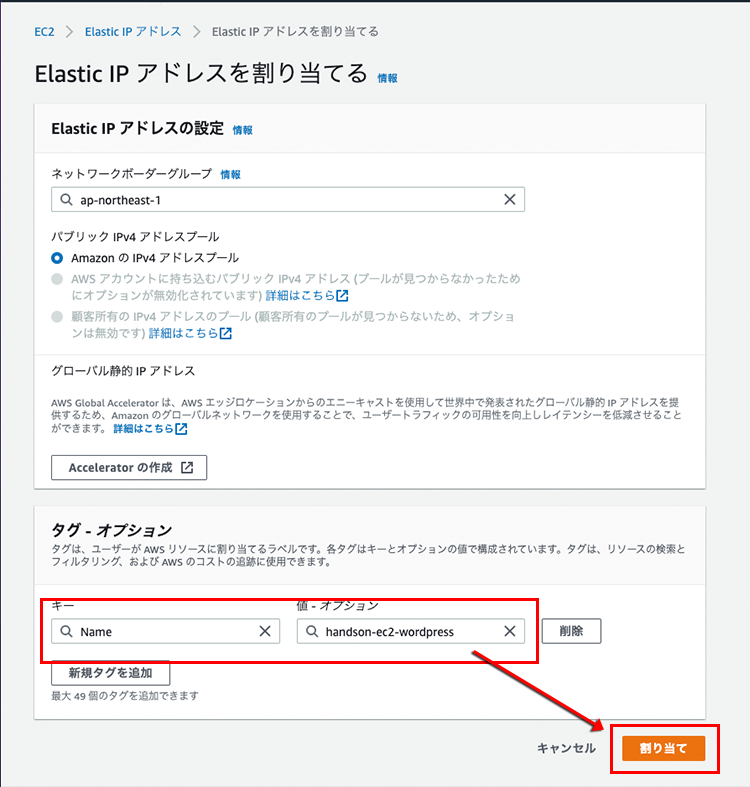 EC2 > Elastic IP アドレス > Elastic IP アドレスを割り当てる
Elastic IP アドレスを割り当てる 情報
Elastic IP アドレスの設定 情報
ネットワークボーダーグループ 情報
ap-northeast-1
パブリック IPv4 アドレスプール
Amazon の IPv4 アドレスプール
AWS アカウントに持ち込むパブリック IPv4 アドレス (プールが見つからなかったため
にオプションが無効化されています) 詳細はこちら
顧客所有の IPv4 アドレスのプール (顧客所有のプールが見つからないため、オプショ
ンは無効です) 詳細はこちら
グローバル静的 IP アドレス
AWS Global Accelerator は、AWS エッジロケーションからのエニーキャストを使用して世界中で発表されたグローバル静的 IP アドレスを提
供するため、Amazon のグローバルネットワークを使用することで、ユーザートラフィックの可用性を向上しレイテンシーを低減させること
ができます。 詳細はこちら
Accelerator の作成
タグ - オプション
タグは、ユーザーが AWS リソースに割り当てるラベルです。各タグはキーとオプションの値で構成されています。タグは、リソースの検索と
フィルタリング、および AWS のコストの追跡に使用できます。
キー 値 - オプション
Name handson-ec2-wordpress 削除
新規タグを追加
最大 49 個のタグを追加できます
キャンセル 割り当て